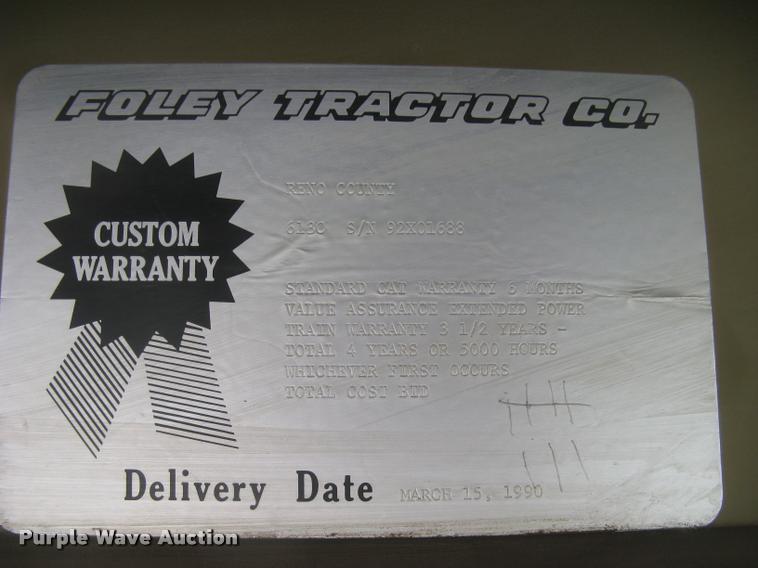 FOLEY TRACTOR CO.
CUSTOM
WARRANTY
RENO COUNTY
613C S/N 92X01688
STANDARD CAT WARRANTY 6 MONTHS
VALUE ASSURANCE EXTENDED POWER
TRAIN WARRANTY 3 1/2 YEARS -
TOTAL 4 YEARS OR 5000 HOURS
WHICHEVER FIRST OCCURS
TOTAL COST BID
Delivery Date MARCH 15, 1990
Purple Wave Auction